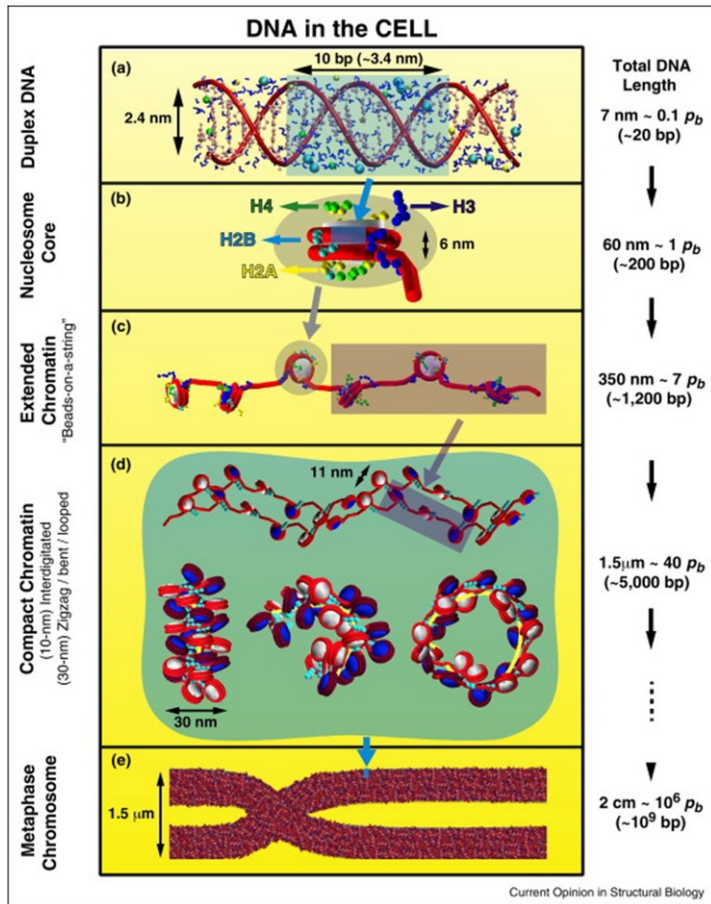 DNA in the CELL
Duplex DNA
(a)
10 bp (~3.4 nm)
2.4 nm
Total DNA
Length
7 nm ~ 0.1 pb
(~20 bp)
Nucleosome
Core
(b)
H4
H3
H2B
6 nm
H2A
60 nm ~ 1 pb
(~200 bp)
Extended
Chromatin
"Beads-on-a-string"
(c)
350 nm ~ 7 pb
(~1,200 bp)
Compact Chromatin
(10-nm) Interdigitated
(30-nm) Zigzag / bent / looped
(d)
11 nm
30 nm
1.5μm ~ 40 pb
(~5,000 bp)
Metaphase
Chromosome
(e)
1.5 μm
2 cm ~ 10⁶ pb
(~10⁹ bp)
Current Opinion in Structural Biology